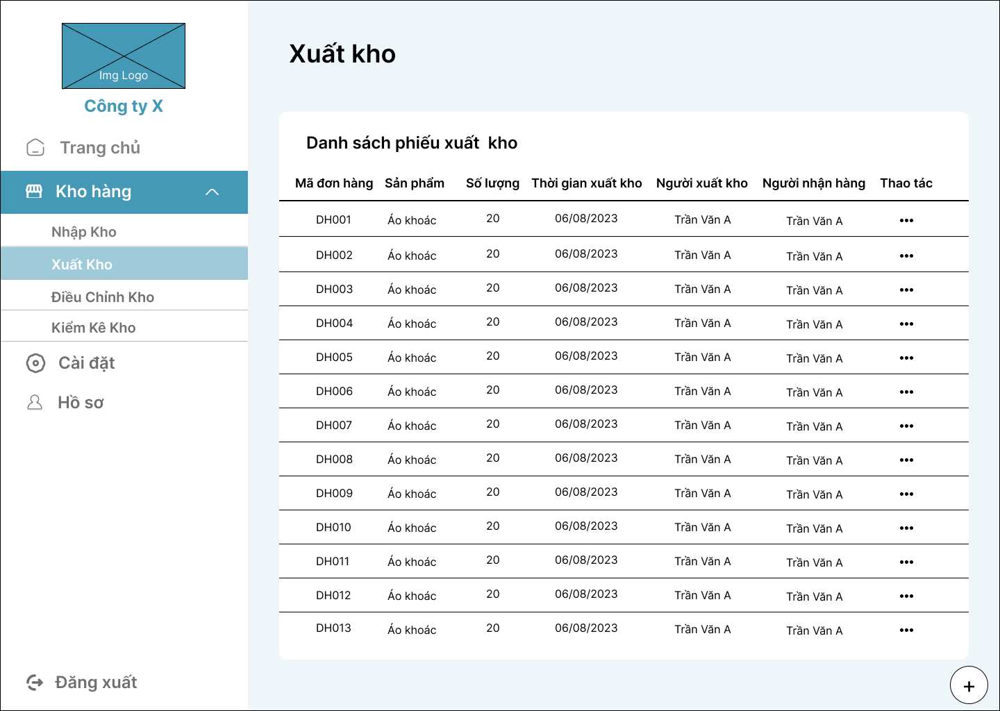 Img Logo
Công ty X
Trang chủ
Kho hàng
Nhập Kho
Xuất Kho
Điều Chỉnh Kho
Kiểm Kê Kho
Cài đặt
Hồ sơ
Đăng xuất
Xuất kho
Danh sách phiếu xuất kho
Mã đơn hàng Sản phẩm Số lượng Thời gian xuất kho Người xuất kho Người nhận hàng Thao tác
DH001 Áo khoác 20 06/08/2023 Trần Văn A Trần Văn A •••
DH002 Áo khoác 20 06/08/2023 Trần Văn A Trần Văn A •••
DH003 Áo khoác 20 06/08/2023 Trần Văn A Trần Văn A •••
DH004 Áo khoác 20 06/08/2023 Trần Văn A Trần Văn A •••
DH005 Áo khoác 20 06/08/2023 Trần Văn A Trần Văn A •••
DH006 Áo khoác 20 06/08/2023 Trần Văn A Trần Văn A •••
DH007 Áo khoác 20 06/08/2023 Trần Văn A Trần Văn A •••
DH008 Áo khoác 20 06/08/2023 Trần Văn A Trần Văn A •••
DH009 Áo khoác 20 06/08/2023 Trần Văn A Trần Văn A •••
DH010 Áo khoác 20 06/08/2023 Trần Văn A Trần Văn A •••
DH011 Áo khoác 20 06/08/2023 Trần Văn A Trần Văn A •••
DH012 Áo khoác 20 06/08/2023 Trần Văn A Trần Văn A •••
DH013 Áo khoác 20 06/08/2023 Trần Văn A Trần Văn A •••
+